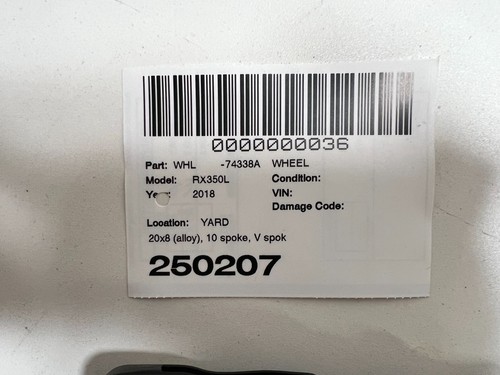 0000000036
Part: WHL -74338A WHEEL
Model: RX350L Condition:
2018 VIN:
Damage Code:
Location: YARD
20x8 (alloy), 10 spoke, V spok
250207